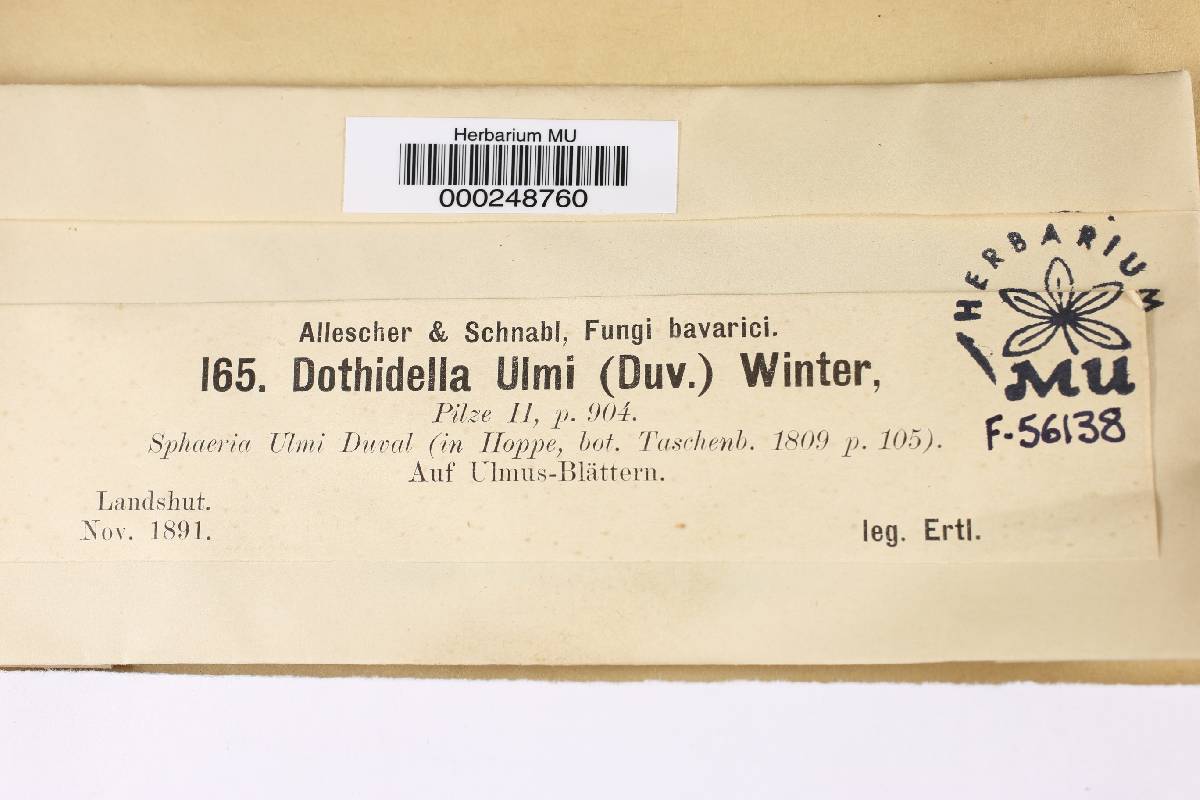 Herbarium MU
000248760
HERBARIUM
MU
F-56138
Allescher & Schnabl, Fungi bavarici.
165. Dothidella Ulmi (Duv.) Winter,
Pilze II, p. 904.
Sphaeria Ulmi Duval (in Hoppe, bot. Taschenb. 1809 p. 105).
Auf Ulmus-Blättern.
Landshut.
Nov. 1891.
leg. Ertl.